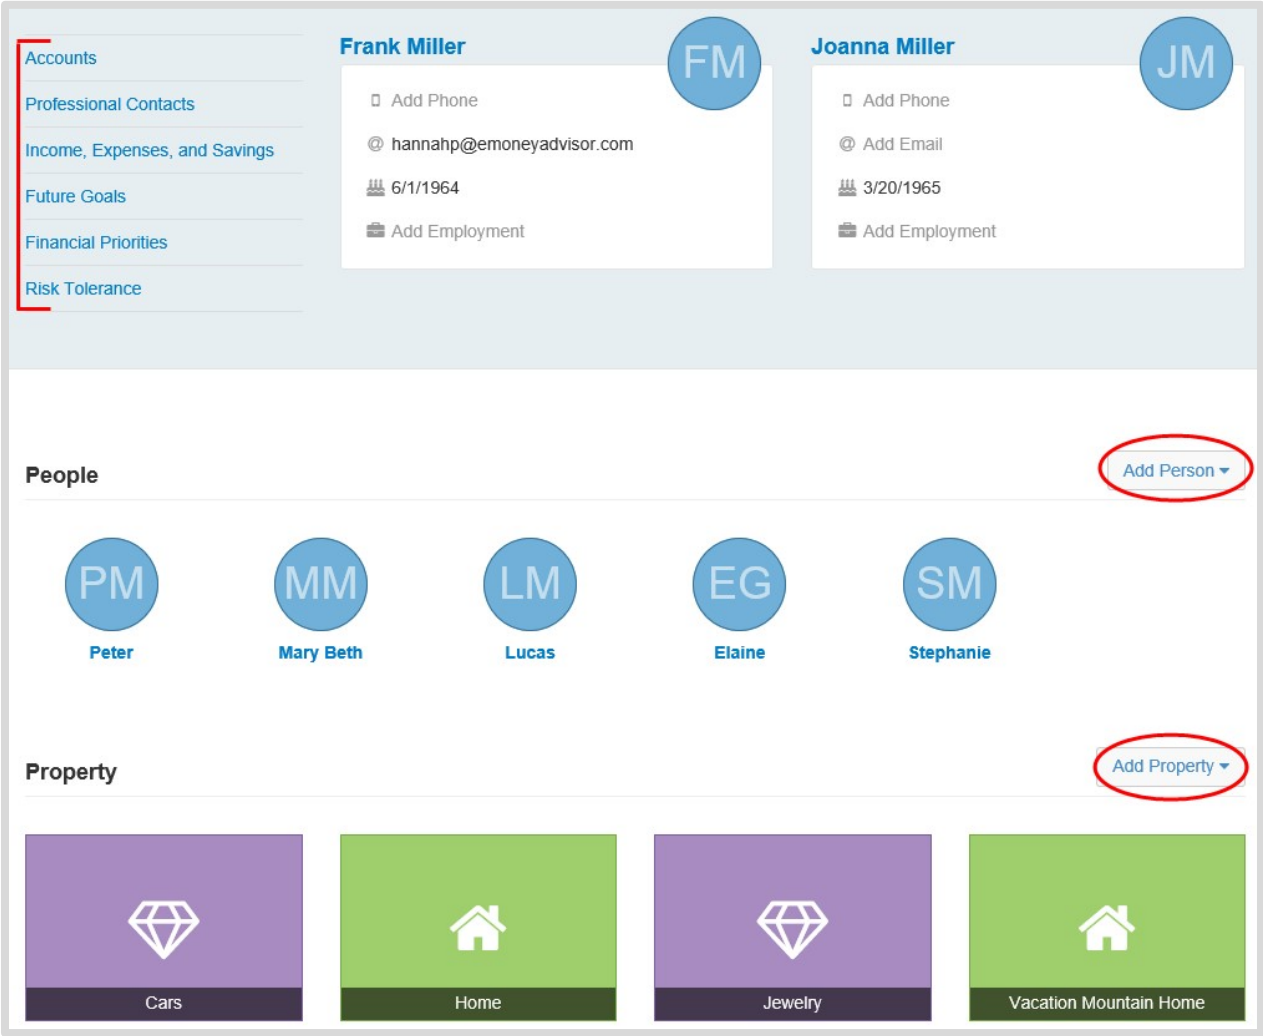 Accounts
Professional Contacts
Income, Expenses, and Savings
Future Goals
Financial Priorities
Risk Tolerance
Frank Miller
FM
Add Phone
@ hannahp@emoneyadvisor.com
6/1/1964
Add Employment
Joanna Miller
JM
Add Phone
@ Add Email
3/20/1965
Add Employment
People
Add Person
PM
MM
LM
EG
SM
Peter
Mary Beth
Lucas
Elaine
Stephanie
Property
Add Property
Cars
Home
Jewelry
Vacation Mountain Home